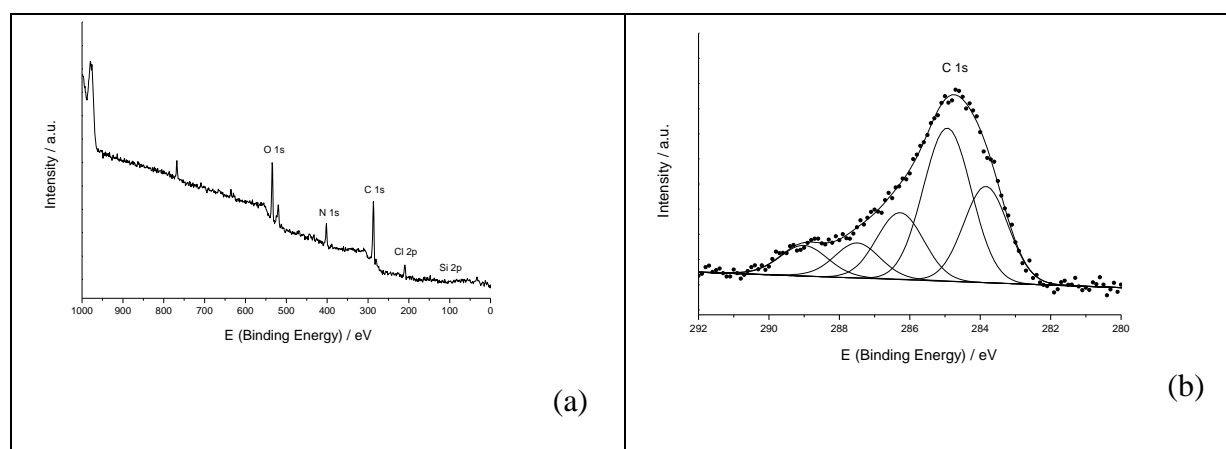 Intensity / a.u.
O 1s
N 1s
C 1s
Cl 2p
Si 2p
1000 900 800 700 600 500 400 300 200 100 0
E (Binding Energy) / eV
(a)
Intensity / a.u.
C 1s
292 290 288 286 284 282 280
E (Binding Energy) / eV
(b)